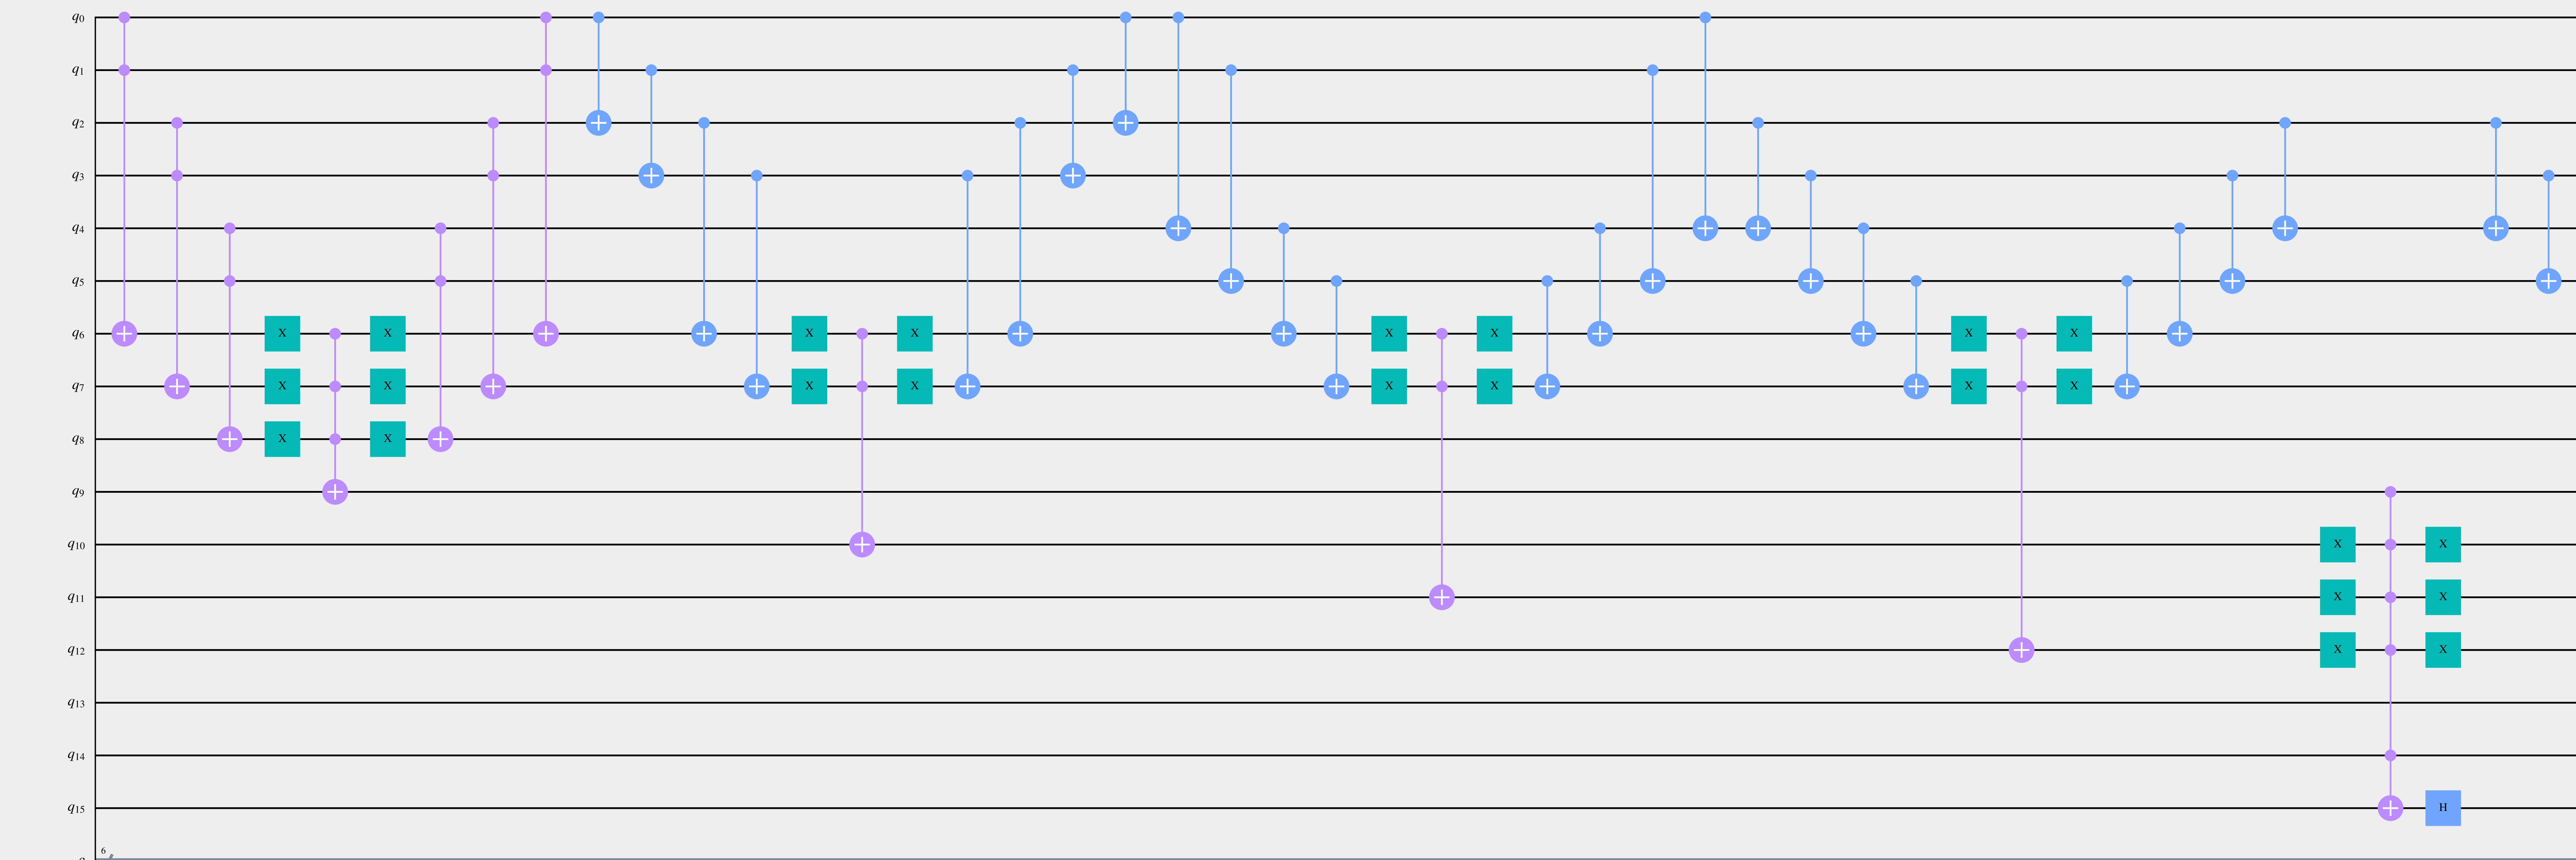 q0
q1
q2
q3
q4
q5
q6 X X X X X X X X
q7 X X X X X X X X
q8 X X
q9
q10 X X
q11 X X
q12 X X
q13
q14
q15 H
6